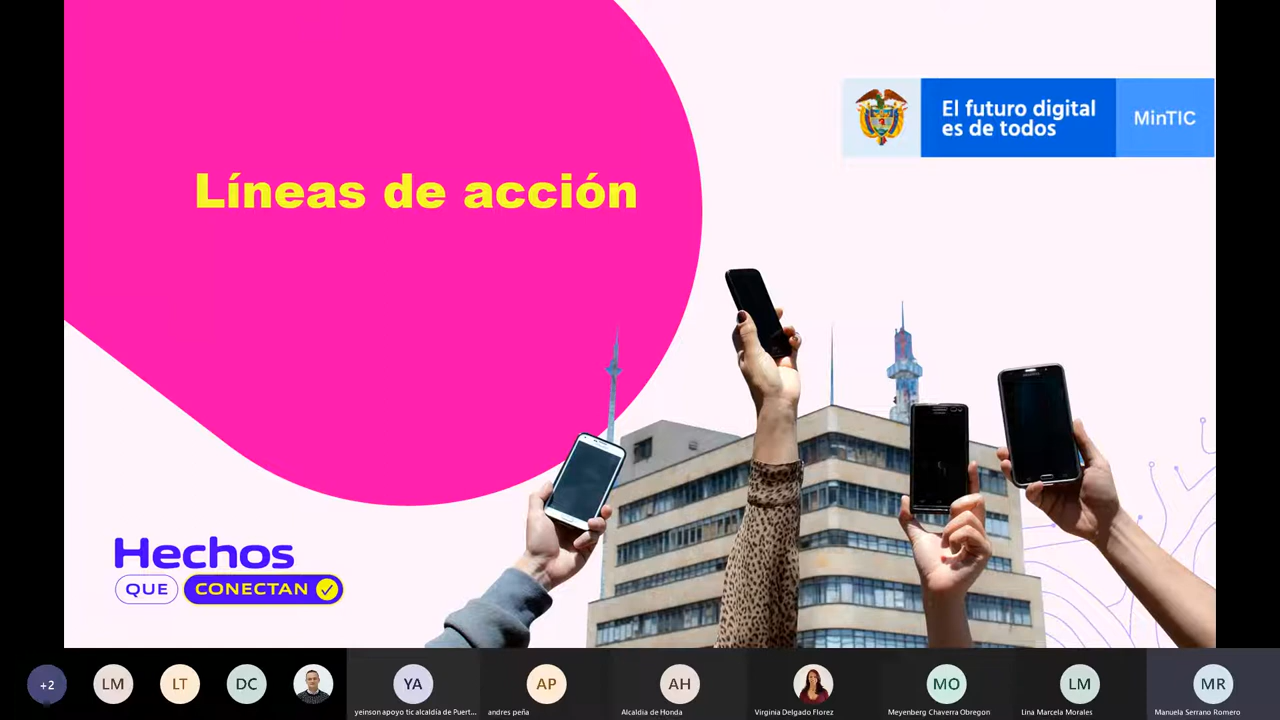 El futuro digital
es de todos
MinTIC
Líneas de acción
Hechos
QUE CONECTAN
+2
LM
LT
DC
YA
AP
AH
MO
LM
MR
yeinson apoyo tic alcaldía de Puert...
andres peña
Alcaldia de Honda
Virginia Delgado Florez
Meyenberg Chaverra Obregon
Lina Marcela Morales
Manuela Serrano Romero